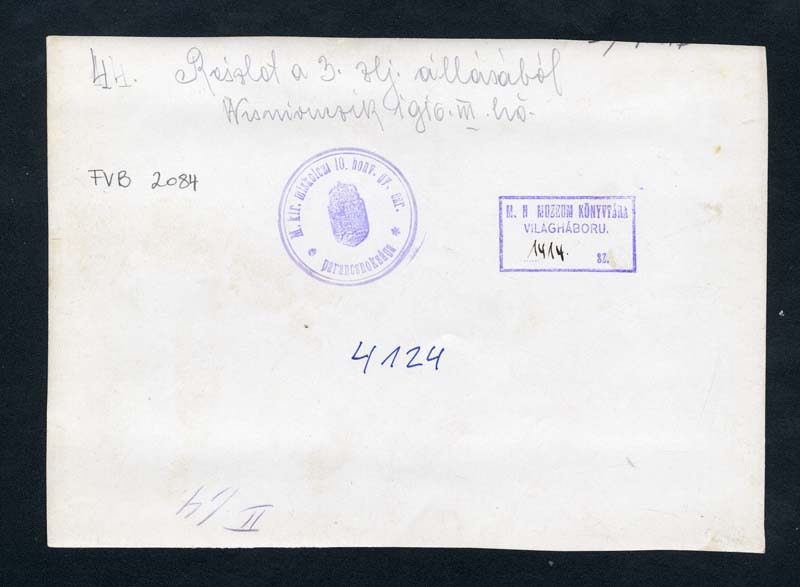 44. Részlet a 3. zlj. állásából
Wisniowczik 1916. III. hó.
FVB 2084
M. kir. miskolczi 10. honv. gy. ezr.
parancsnoksága
M. N MUZEUM KÖNYVTÁRA
VILÁGHÁBORU.
1414. SZ.
4124
II/4